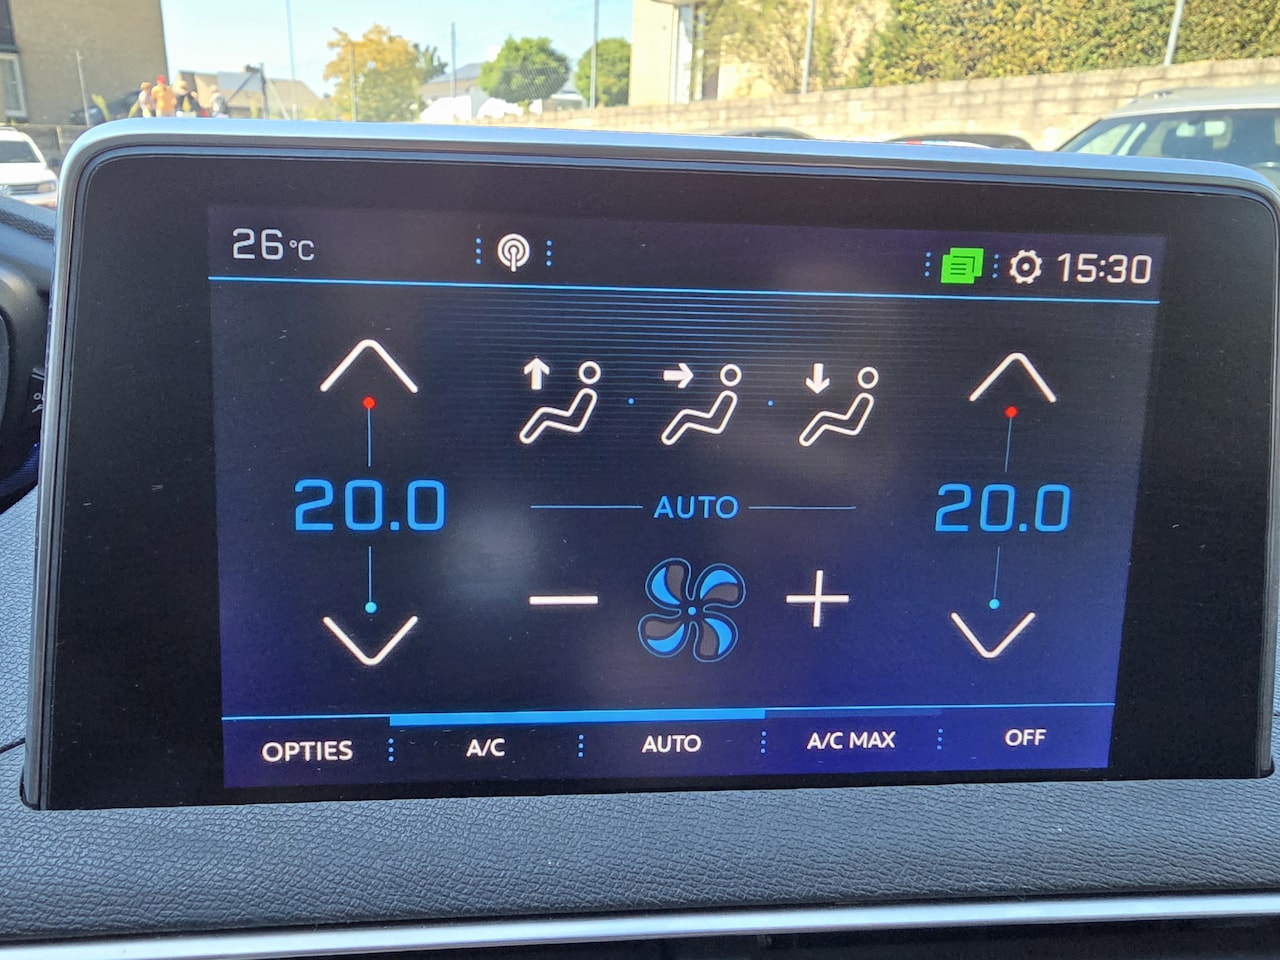 26°C 15:30
20.0 20.0
AUTO
OPTIES A/C AUTO A/C MAX OFF